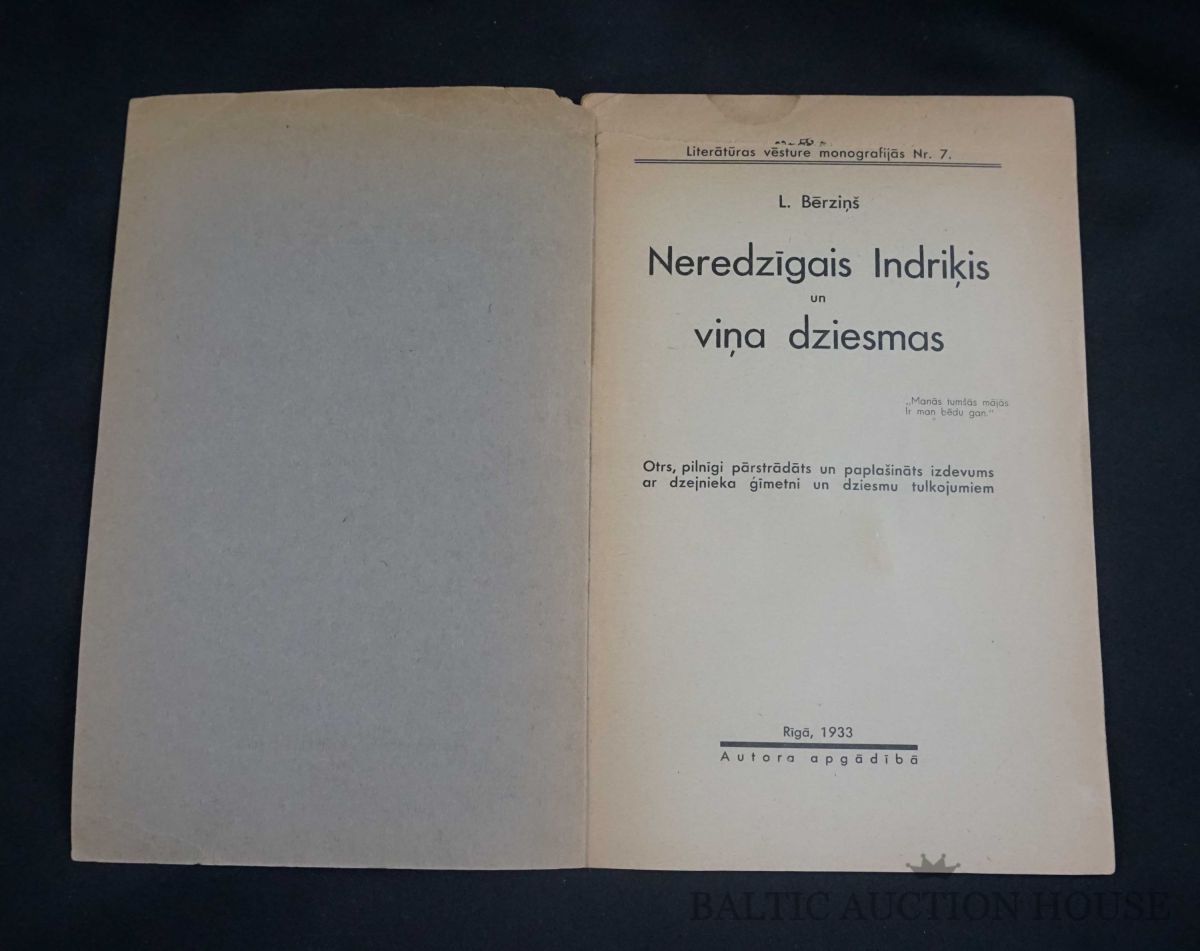 Literātūras vēsture monografijās Nr. 7.
L. Bērziņš
Neredzīgais Indriķis
un
viņa dziesmas
„Manās tumšās mājās
Ir man bēdu gan.“
Otrs, pilnīgi pārstrādāts un paplašināts izdevums
ar dzejnieka ģīmetni un dziesmu tulkojumiem
Rīgā, 1933
Autora apgādībā
BALTIC AUCTION HOUSE